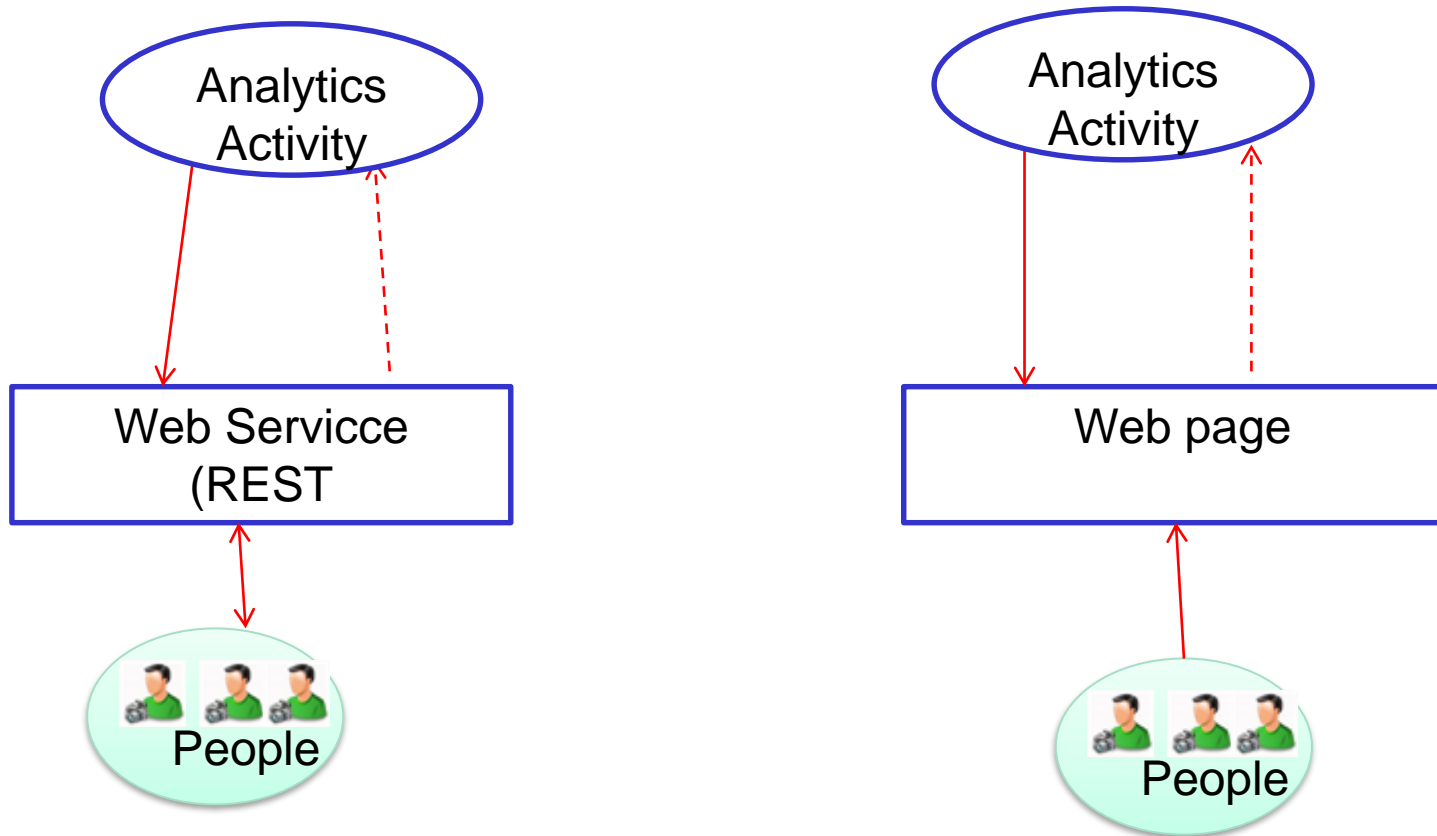 Analytics
Activity
Web Servicce
(REST
People
Analytics
Activity
Web page
People